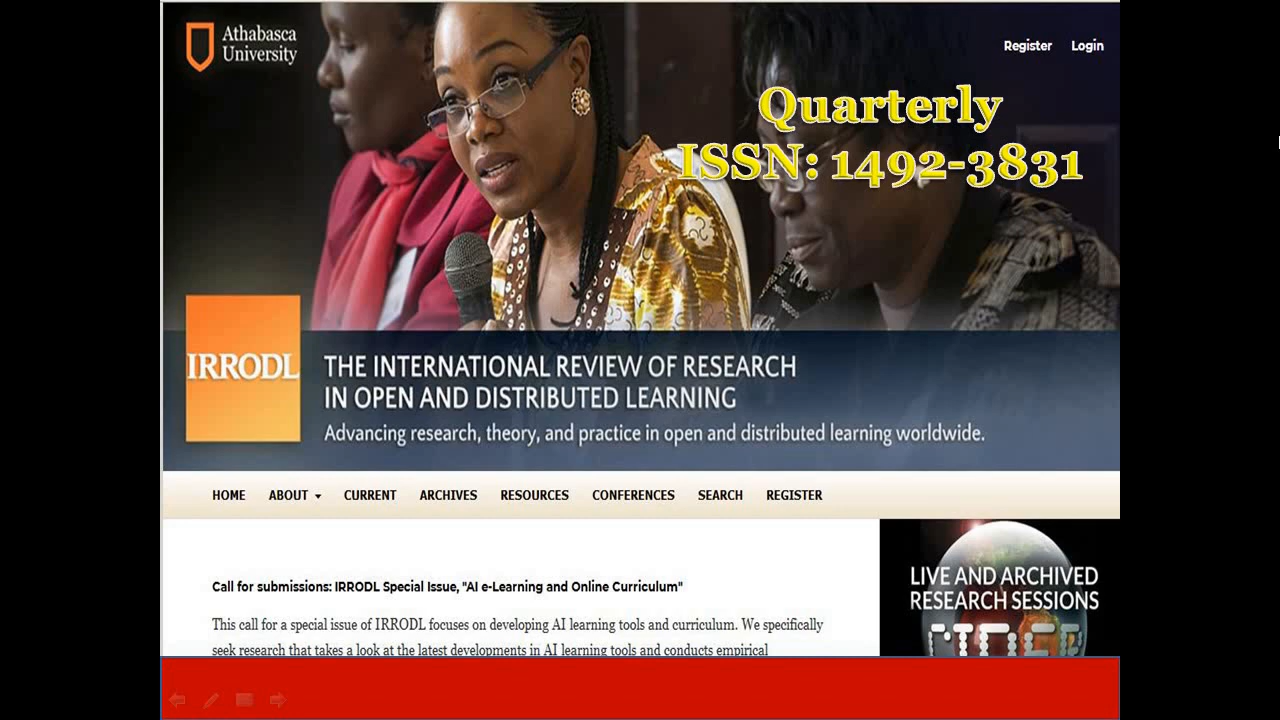 Athabasca
University
Register Login
Quarterly
ISSN: 1492-3831
IRRODL
THE INTERNATIONAL REVIEW OF RESEARCH
IN OPEN AND DISTRIBUTED LEARNING
Advancing research, theory, and practice in open and distributed learning worldwide.
HOME ABOUT CURRENT ARCHIVES RESOURCES CONFERENCES SEARCH REGISTER
Call for submissions: IRRODL Special Issue, "AI e-Learning and Online Curriculum"
This call for a special issue of IRRODL focuses on developing AI learning tools and curriculum. We specifically
seek research that takes a look at the latest developments in AI learning tools and conducts empirical
LIVE AND ARCHIVED
RESEARCH SESSIONS